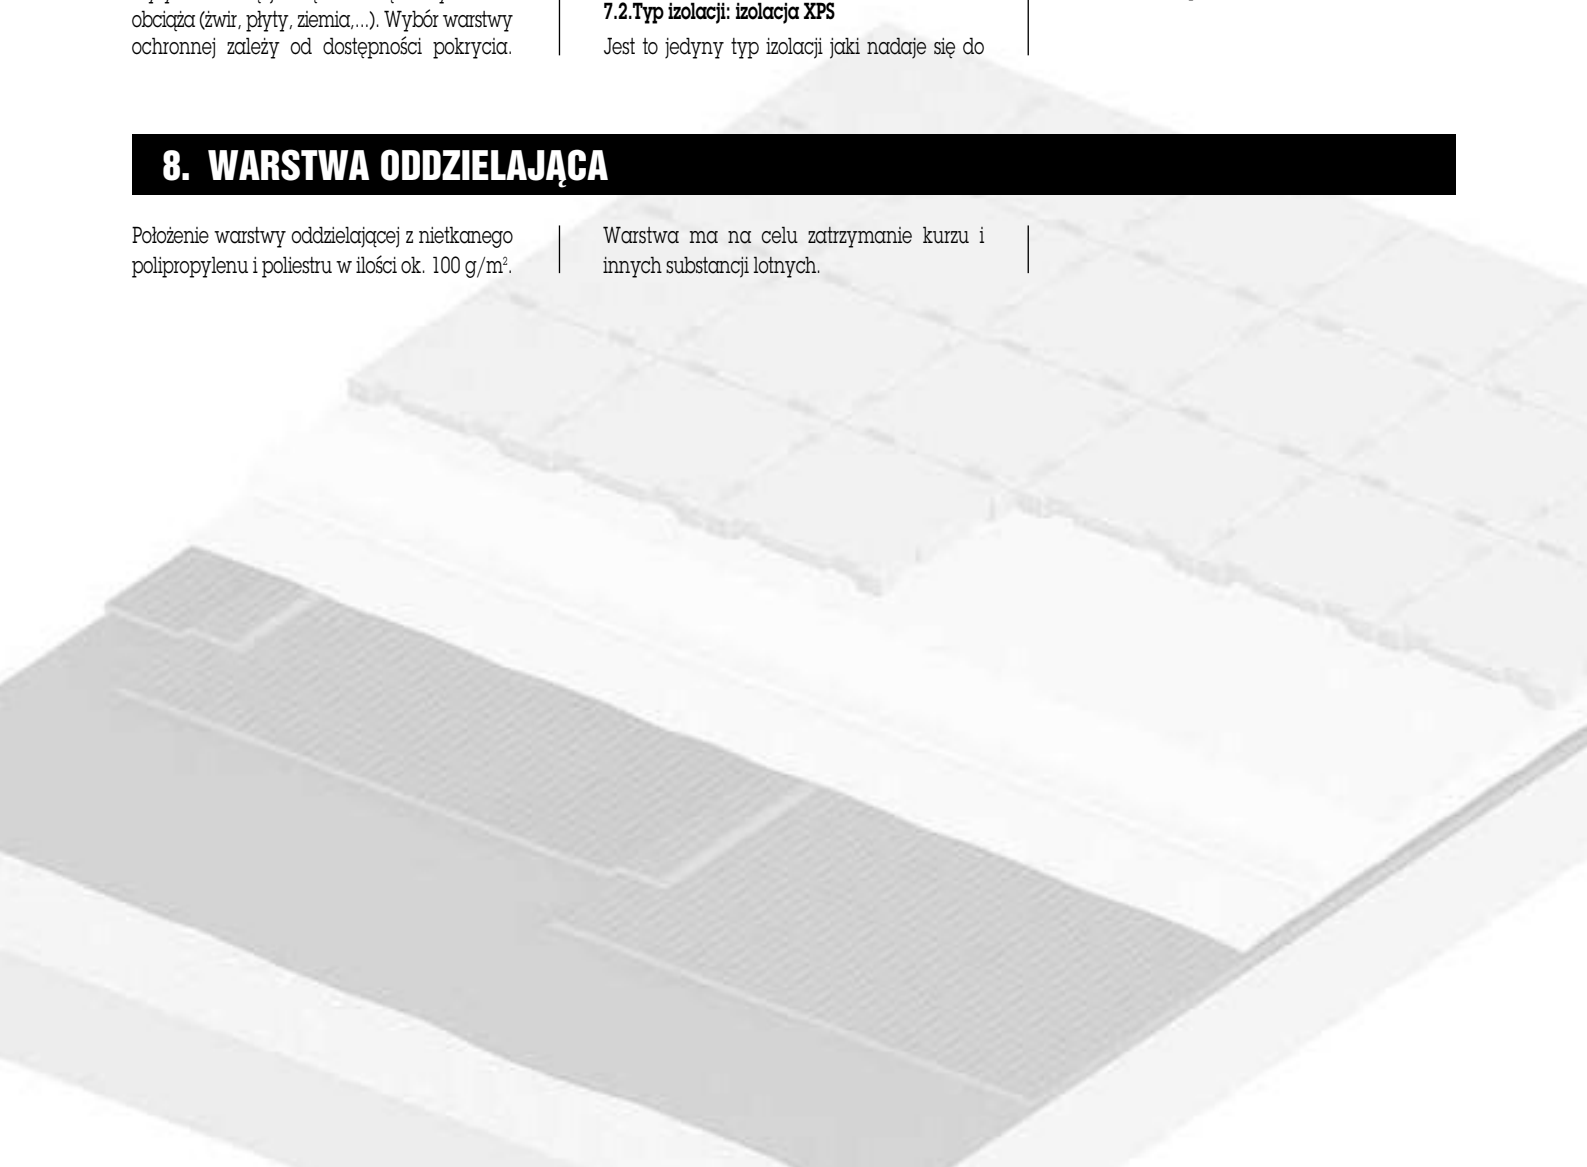 obciąża (żwir, płyty, ziemia,...). Wybór warstwy
ochronnej zależy od dostępności pokrycia.
7.2.Typ izolacji: izolacja XPS
Jest to jedyny typ izolacji jaki nadaje się do
8. WARSTWA ODDZIELAJĄCA
Położenie warstwy oddzielającej z nietkanego
polipropylenu i poliestru w ilości ok. 100 g/m².
Warstwa ma na celu zatrzymanie kurzu i
innych substancji lotnych.